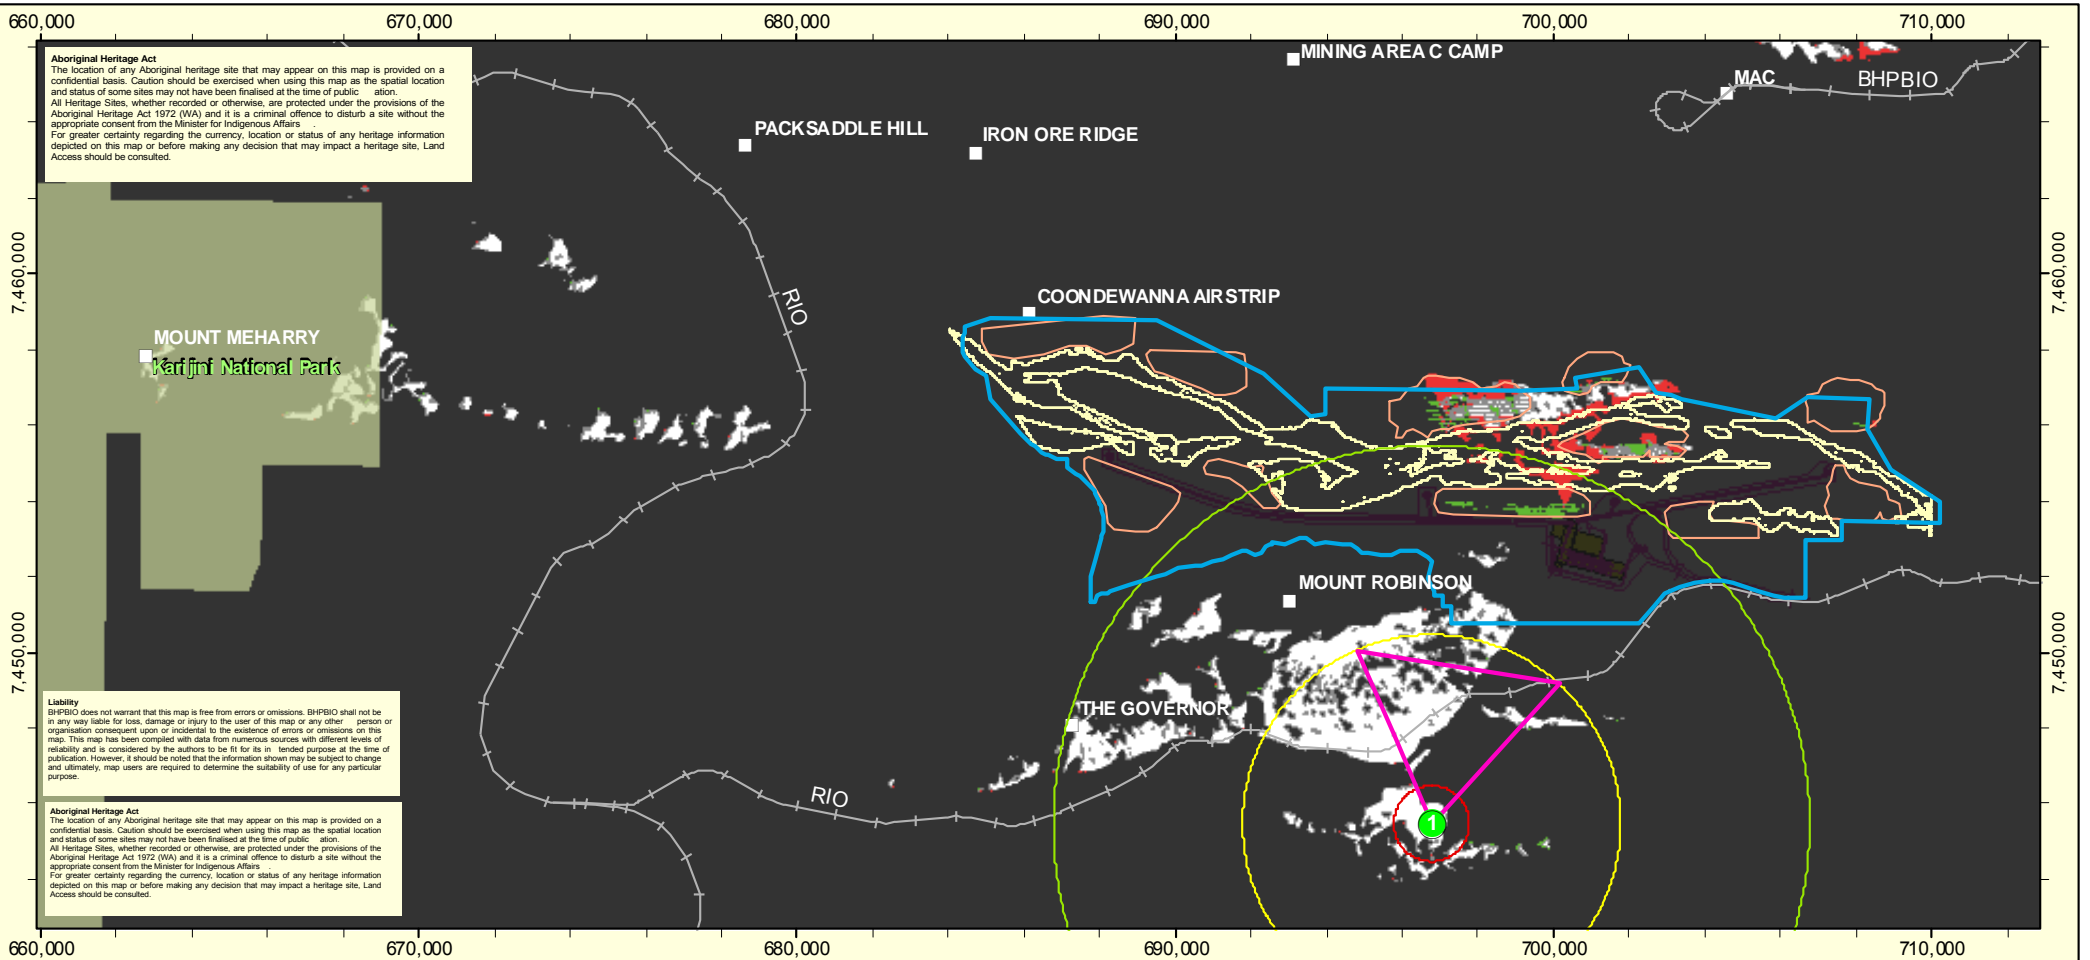 660,000 670,000 680,000 690,000 700,000 710,000
Aboriginal Heritage Act
The location of any Aboriginal heritage site that may appear on this map is provided on a
confidential basis. Caution should be exercised when using this map as the spatial location
and status of some sites may not have been finalised at the time of public ation.
All Heritage Sites, whether recorded or otherwise, are protected under the provisions of the
Aboriginal Heritage Act 1972 (WA) and it is a criminal offence to disturb a site without the
appropriate consent from the Minister for Indigenous Affairs .
For greater certainty regarding the currency, location or status of any heritage information
depicted on this map or before making any decision that may impact a heritage site, Land
Access should be consulted.
MINING AREA C CAMP
MAC
BHPBIO
PACKSADDLE HILL
IRON ORE RIDGE
7,460,000
7,460,000
RIO
COONDEWANNA AIRSTRIP
MOUNT MEHARRY
Karijini National Park
MOUNT ROBINSON
7,450,000
7,450,000
THE GOVERNOR
Liability
BHPBIO does not warrant that this map is free from errors or omissions. BHPBIO shall not be
in any way liable for loss, damage or injury to the user of this map or any other person or
organisation consequent upon or incidental to the existence of errors or omissions on this
map. This map has been compiled with data from numerous sources with different levels of
reliability and is considered by the authors to be fit for its in tended purpose at the time of
publication. However, it should be noted that the information shown may be subject to change
and ultimately, map users are required to determine the suitability of use for any particular
purpose.
RIO
1
Aboriginal Heritage Act
The location of any Aboriginal heritage site that may appear on this map is provided on a
confidential basis. Caution should be exercised when using this map as the spatial location
and status of some sites may not have been finalised at the time of public ation.
All Heritage Sites, whether recorded or otherwise, are protected under the provisions of the
Aboriginal Heritage Act 1972 (WA) and it is a criminal offence to disturb a site without the
appropriate consent from the Minister for Indigenous Affairs .
For greater certainty regarding the currency, location or status of any heritage information
depicted on this map or before making any decision that may impact a heritage site, Land
Access should be consulted.
660,000 670,000 680,000 690,000 700,000 710,000